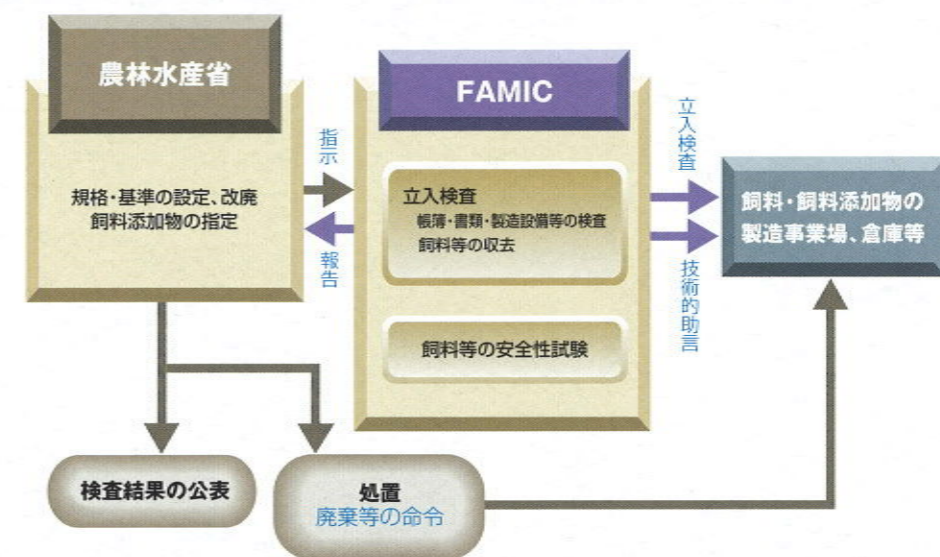 農林水産省
規格・基準の設定、改廃
飼料添加物の指定
指示
報告
FAMIC
立入検査
帳簿・書類・製造設備等の検査
飼料等の収去
飼料等の安全性試験
立入検査
技術的助言
飼料・飼料添加物の
製造事業場、倉庫等
検査結果の公表
処置
廃棄等の命令